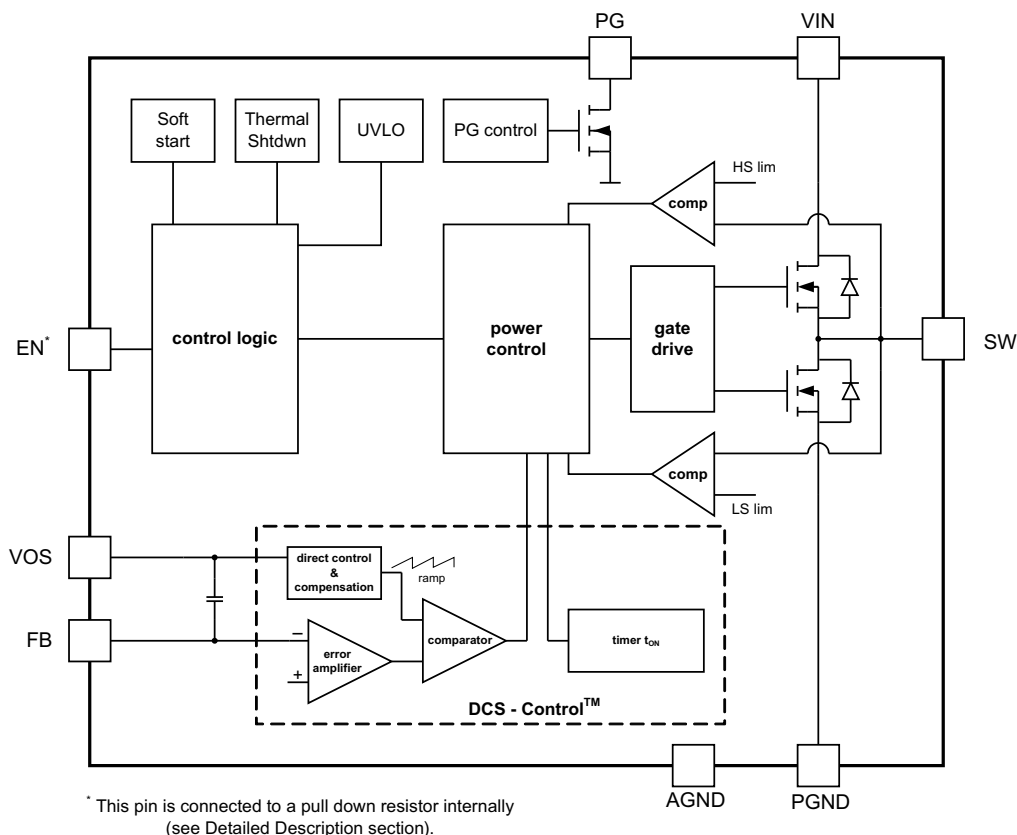 PG
VIN
Soft
start
Thermal
Shtdwn
UVLO
PG control
HS lim
comp
EN*
control logic
power
control
gate
drive
SW
comp
LS lim
VOS
direct control
&
compensation
ramp
FB
–
+
error
amplifier
comparator
timer tON
DCS - Control™
AGND
PGND
* This pin is connected to a pull down resistor internally
(see Detailed Description section).